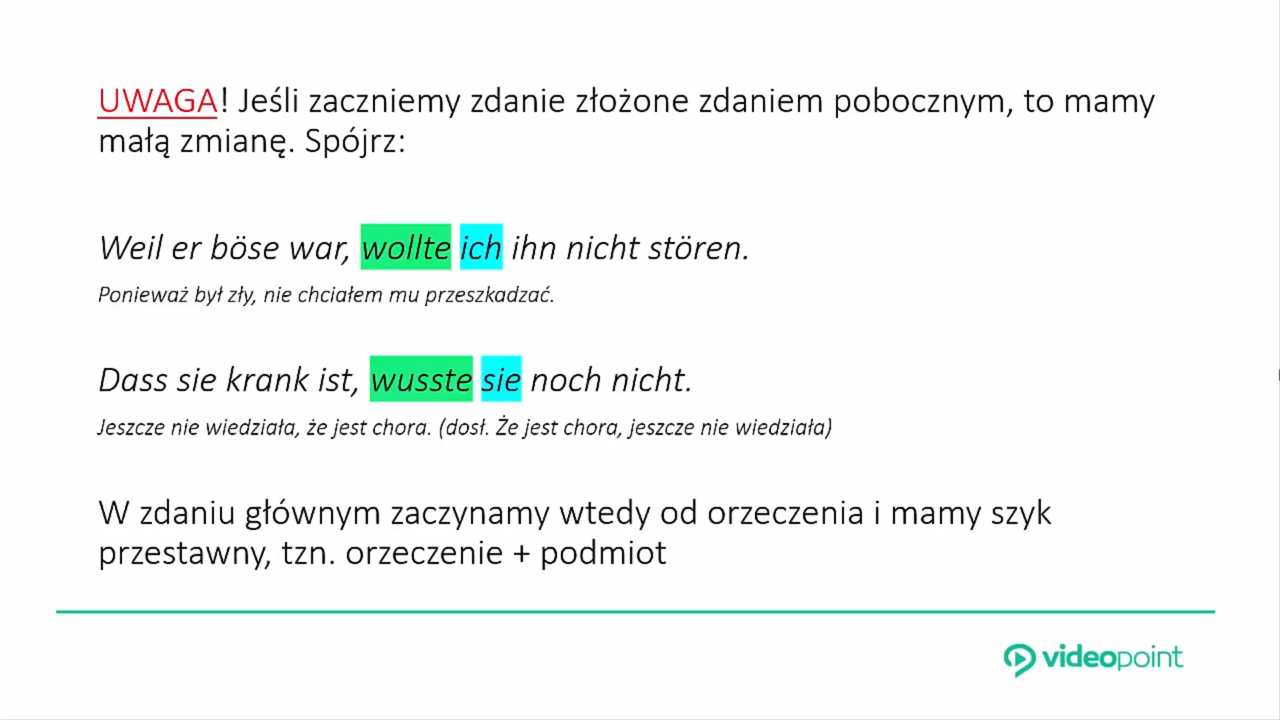 UWAGA! Jeśli zaczniemy zdanie złożone zdaniem pobocznym, to mamy
małą zmianę. Spójrz:
Weil er böse war, wollte ich ihn nicht stören.
Ponieważ był zły, nie chciałem mu przeszkadzać.
Dass sie krank ist, wusste sie noch nicht.
Jeszcze nie wiedziała, że jest chora. (dosł. Że jest chora, jeszcze nie wiedziała)
W zdaniu głównym zaczynamy wtedy od orzeczenia i mamy szyk
przestawny, tzn. orzeczenie + podmiot
videopoint